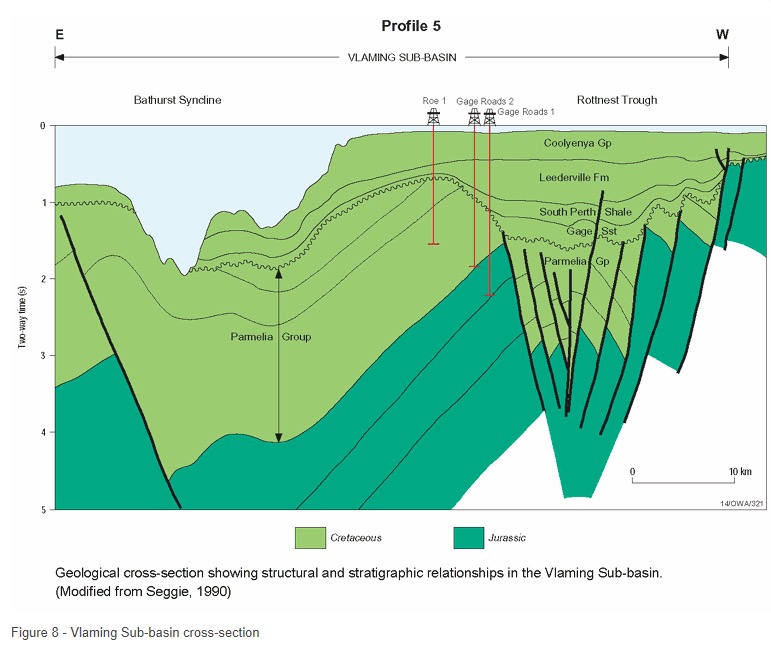 Profile 5
E
W
VLAMING SUB-BASIN
Bathurst Syncline
Roe 1
Gage Roads 2
Rottnest Trough
Gage Roads 1
0
Coolyenya Gp
Leederville Fm
1
South Perth Shale
Gage Sst
Parmelia Gp
2
Two-way time (s)
Parmelia Group
3
4
0 10 km
14/OWA/321
5
Cretaceous
Jurassic
Geological cross-section showing structural and stratigraphic relationships in the Vlaming Sub-basin.
(Modified from Seggie, 1990)
Figure 8 - Vlaming Sub-basin cross-section